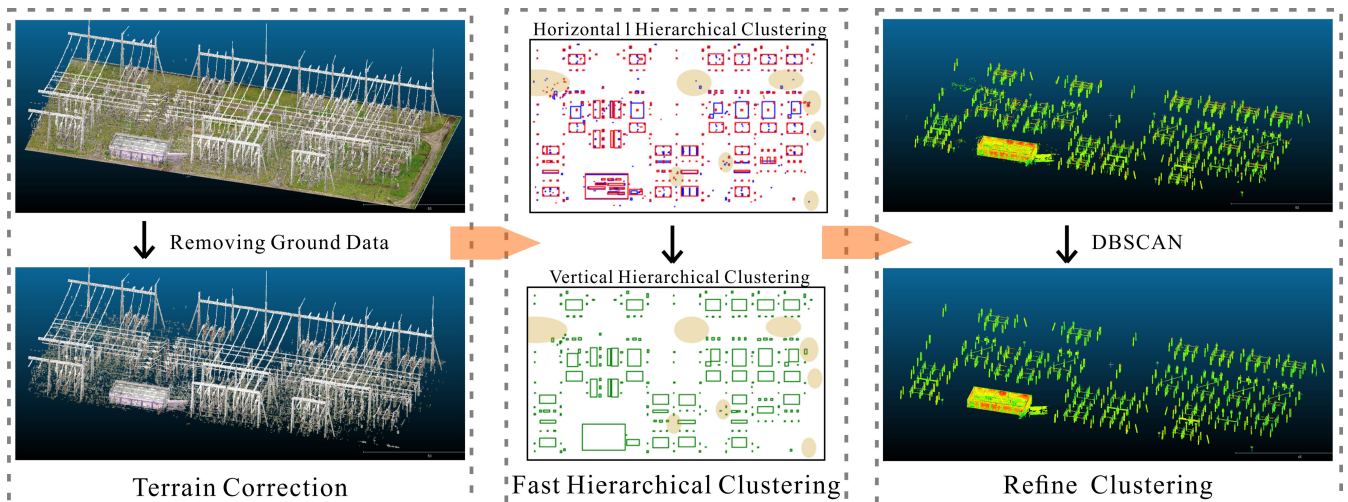 Horizontal l Hierarchical Clustering
Removing Ground Data
DBSCAN
Vertical Hierarchical Clustering
Terrain Correction
Fast Hierarchical Clustering
Refine Clustering